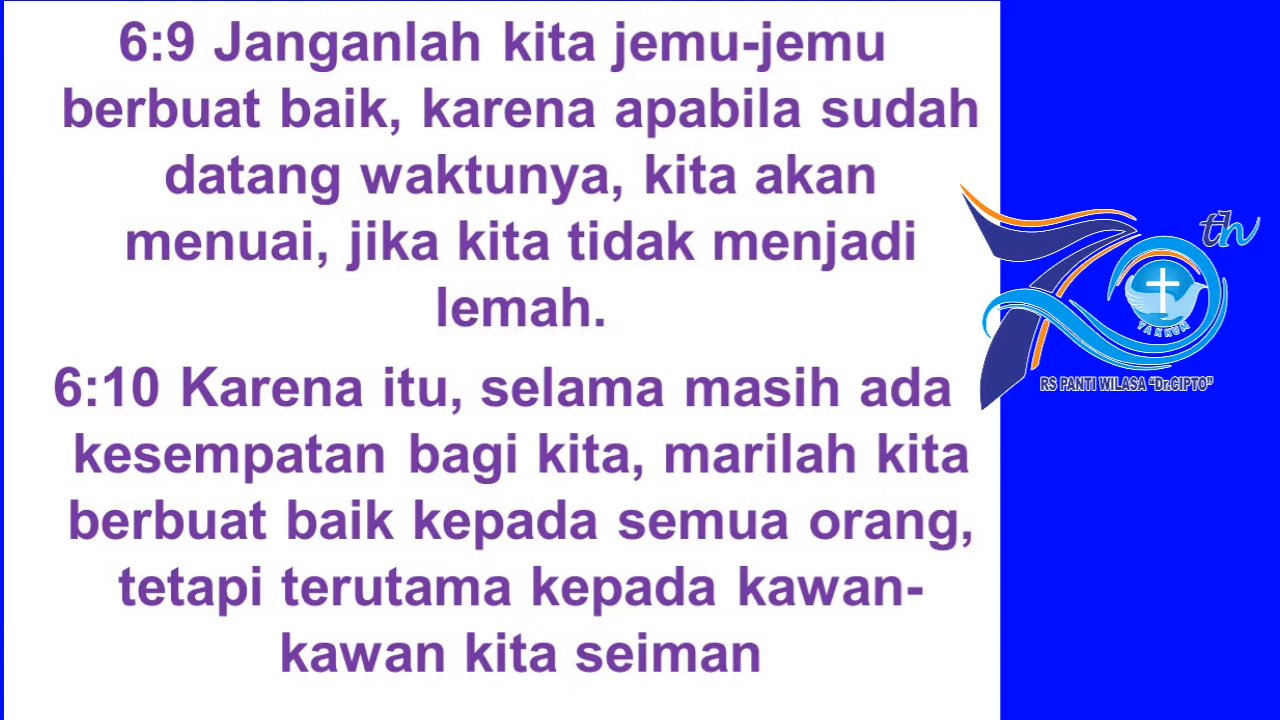 6:9 Janganlah kita jemu-jemu
berbuat baik, karena apabila sudah
datang waktunya, kita akan
menuai, jika kita tidak menjadi
lemah.
6:10 Karena itu, selama masih ada
kesempatan bagi kita, marilah kita
berbuat baik kepada semua orang,
tetapi terutama kepada kawan-
kawan kita seiman
70th
YAKKUM
RS PANTI WILASA "Dr.CIPTO"